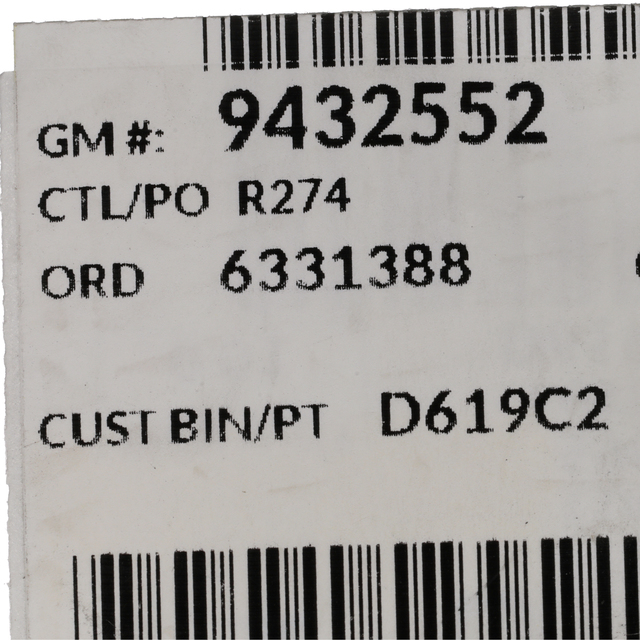 GM #: 9432552
CTL/PO R274
ORD 6331388
CUST BIN/PT D619C2